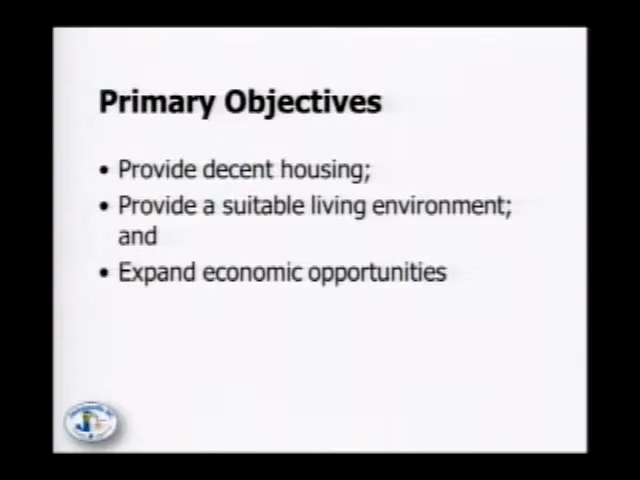 Primary Objectives
• Provide decent housing;
• Provide a suitable living environment;
and
• Expand economic opportunities